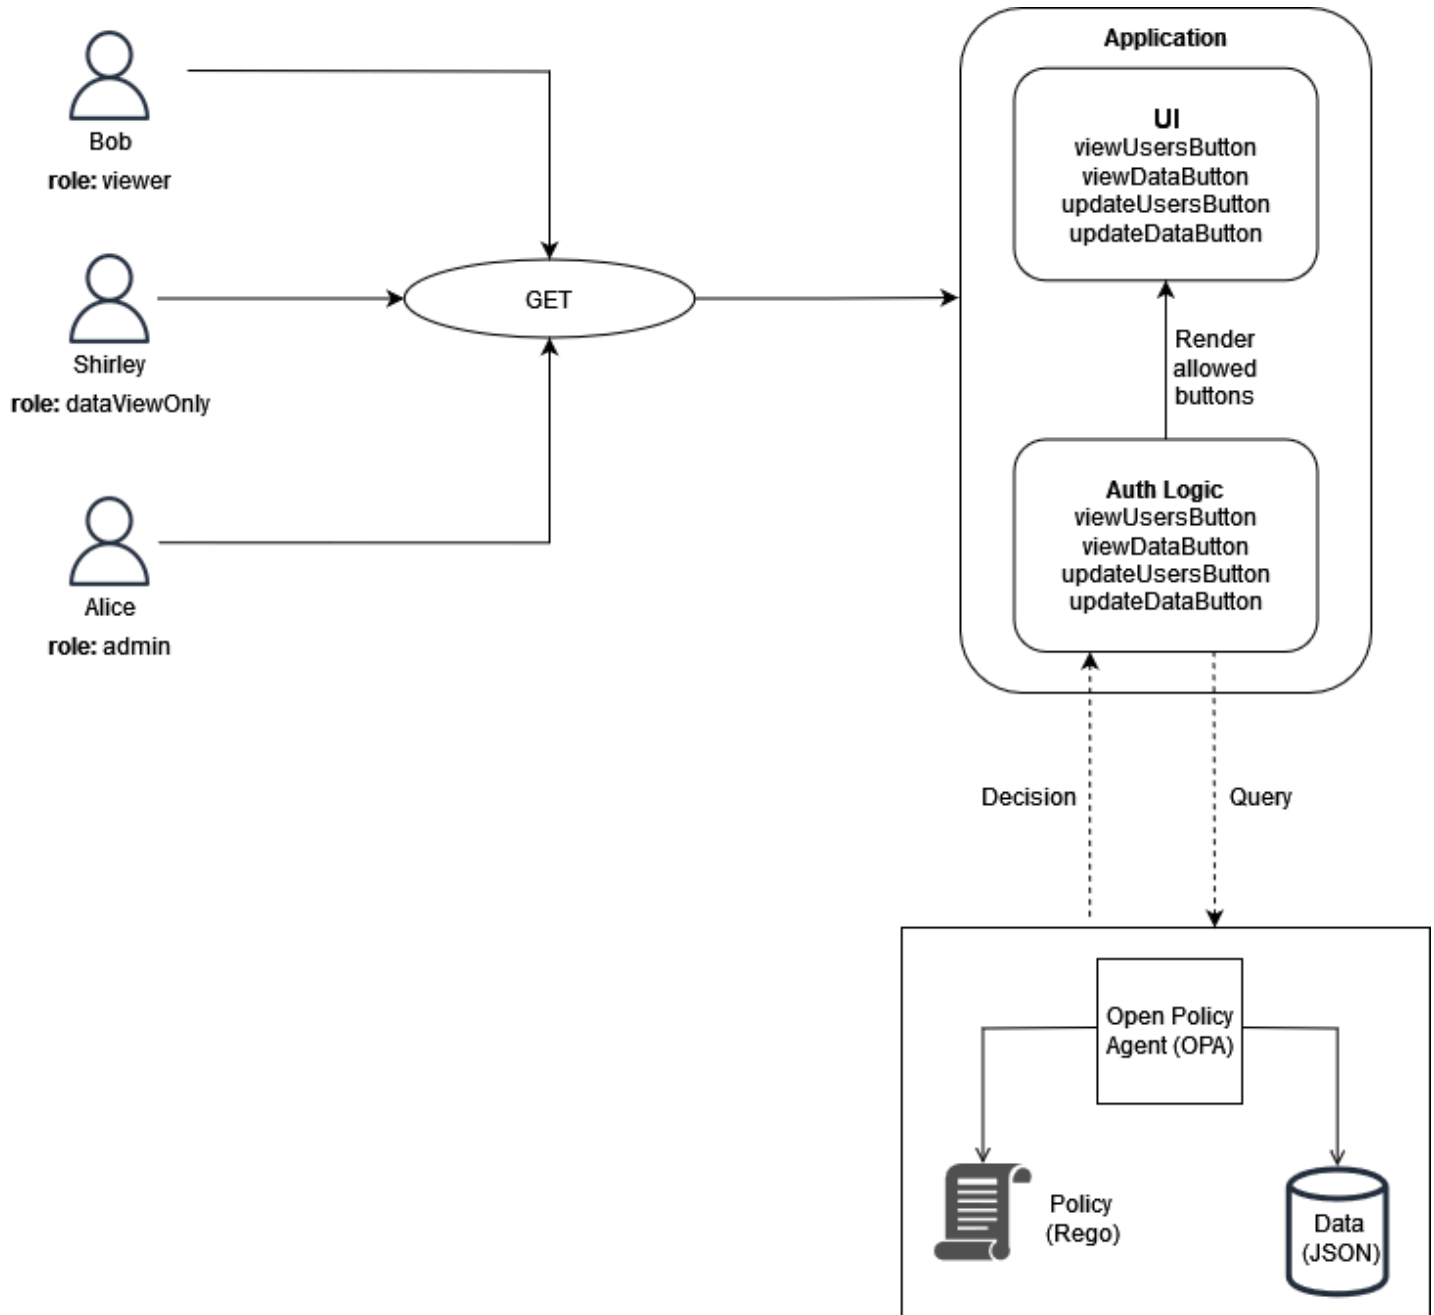 Bob
role: viewer
Shirley
role: dataViewOnly
Alice
role: admin
GET
Application
UI
viewUsersButton
viewDataButton
updateUsersButton
updateDataButton
Render
allowed
buttons
Auth Logic
viewUsersButton
viewDataButton
updateUsersButton
updateDataButton
Decision
Query
Open Policy
Agent (OPA)
Policy
(Rego)
Data
(JSON)